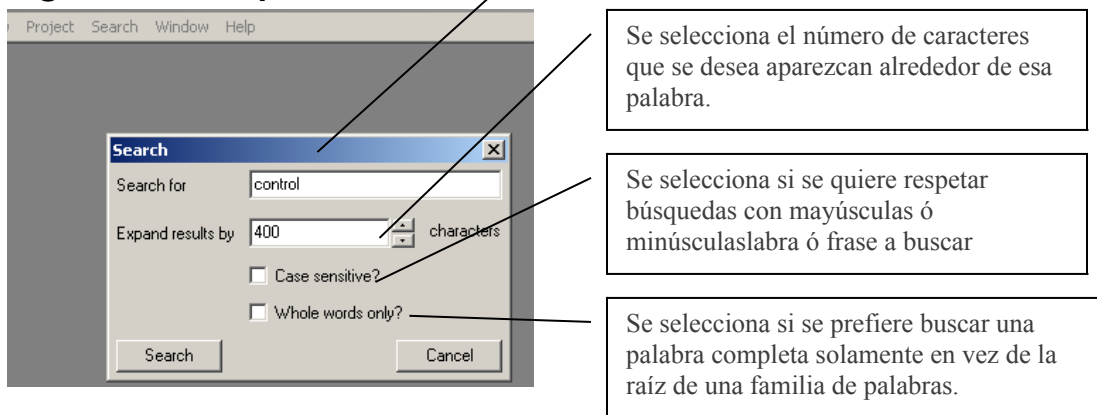 Project Search Window Help
Search
Search for control
Expand results by 400 characters
Case sensitive?
Whole words only?
Search Cancel
Se selecciona el número de caracteres
que se desea aparezcan alrededor de esa
palabra.
Se selecciona si se quiere respetar
búsquedas con mayúsculas ó
minúsculaslabra ó frase a buscar
Se selecciona si se prefiere buscar una
palabra completa solamente en vez de la
raíz de una familia de palabras.